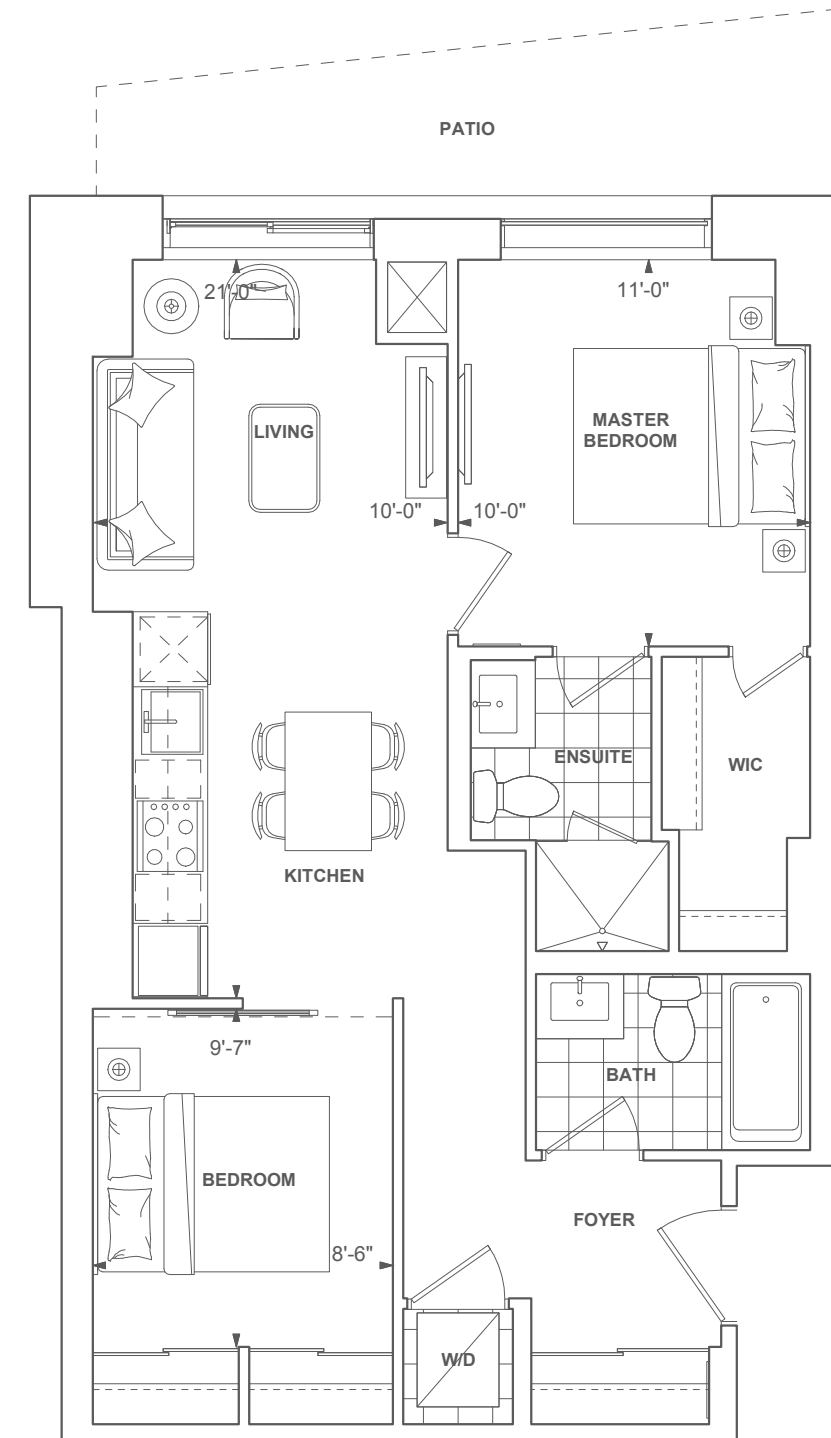 PATIO
21'-0"
11'-0"
LIVING
MASTER
BEDROOM
10'-0"
10'-0"
ENSUITE
WIC
KITCHEN
9'-7"
BATH
BEDROOM
FOYER
8'-6"
W/D